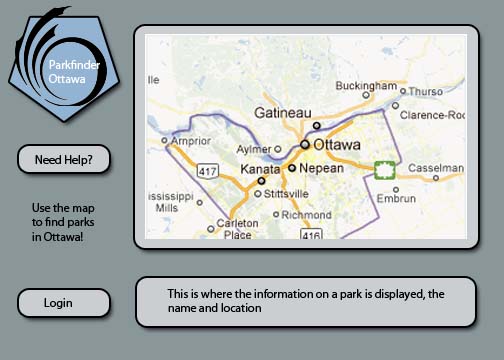 Parkfinder
Ottawa
Need Help?
Use the map
to find parks
in Ottawa!
Login
ille
Buckingham
Thurso
Gatineau
Clarence-Roc
Arnprior
Aylmer
Ottawa
417
Kanata
Nepean
Casselman
ississippi
Mills
Stittsville
Embrun
Carleton
Place
Richmond
416
This is where the information on a park is displayed, the
name and location